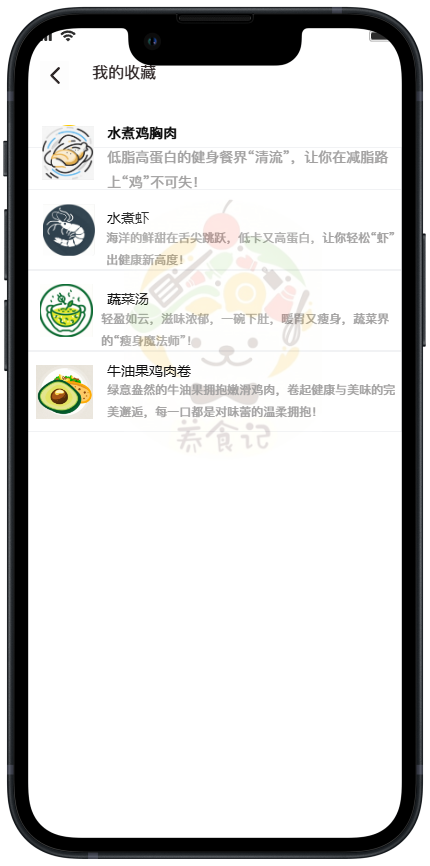 我的收藏
水煮鸡胸肉
低脂高蛋白的健身餐界“清流”，让你在减脂路
上“鸡”不可失！
水煮虾
海洋的鲜甜在舌尖跳跃，低卡又高蛋白，让你轻松“虾”
出健康新高度！
蔬菜汤
轻盈如云，滋味浓郁，一碗下肚，暖胃又瘦身，蔬菜界
的“瘦身魔法师”！
牛油果鸡肉卷
绿意盎然的牛油果拥抱嫩滑鸡肉，卷起健康与美味的完
美邂逅，每一口都是对味蕾的温柔拥抱！
养食记